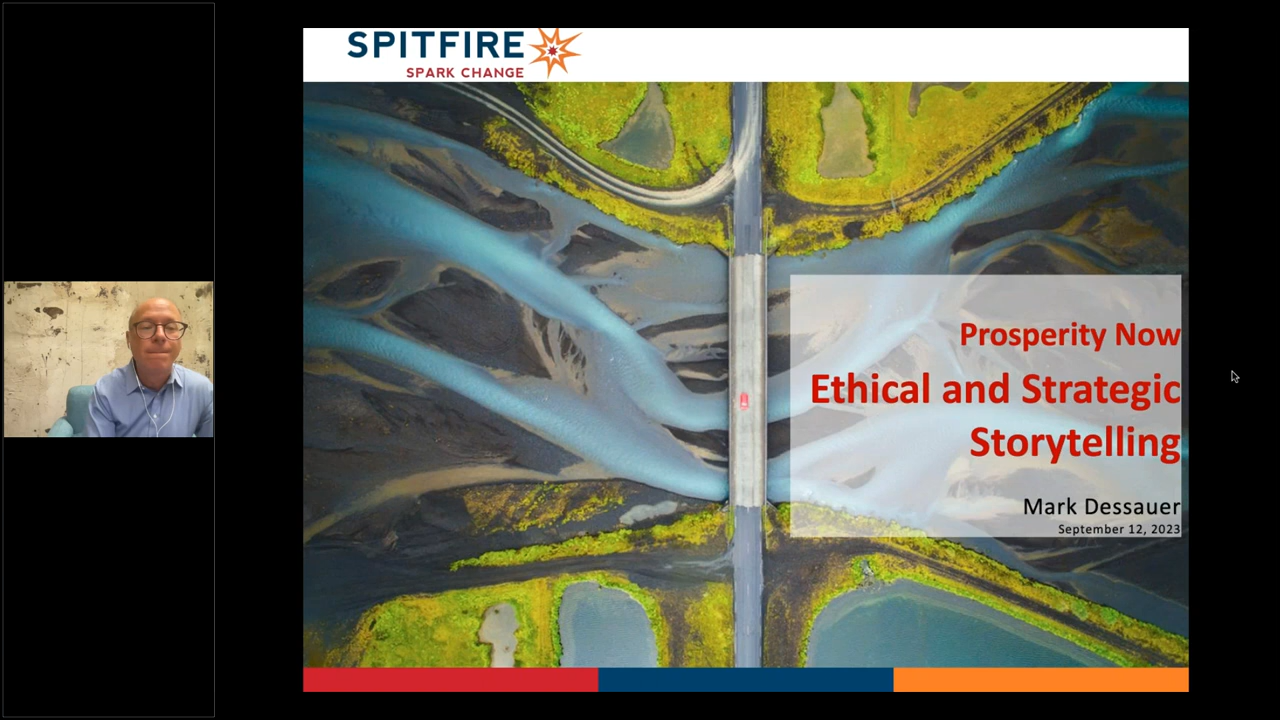 SPITFIRE
SPARK CHANGE
Prosperity Now
Ethical and Strategic
Storytelling
Mark Dessauer
September 12, 2023